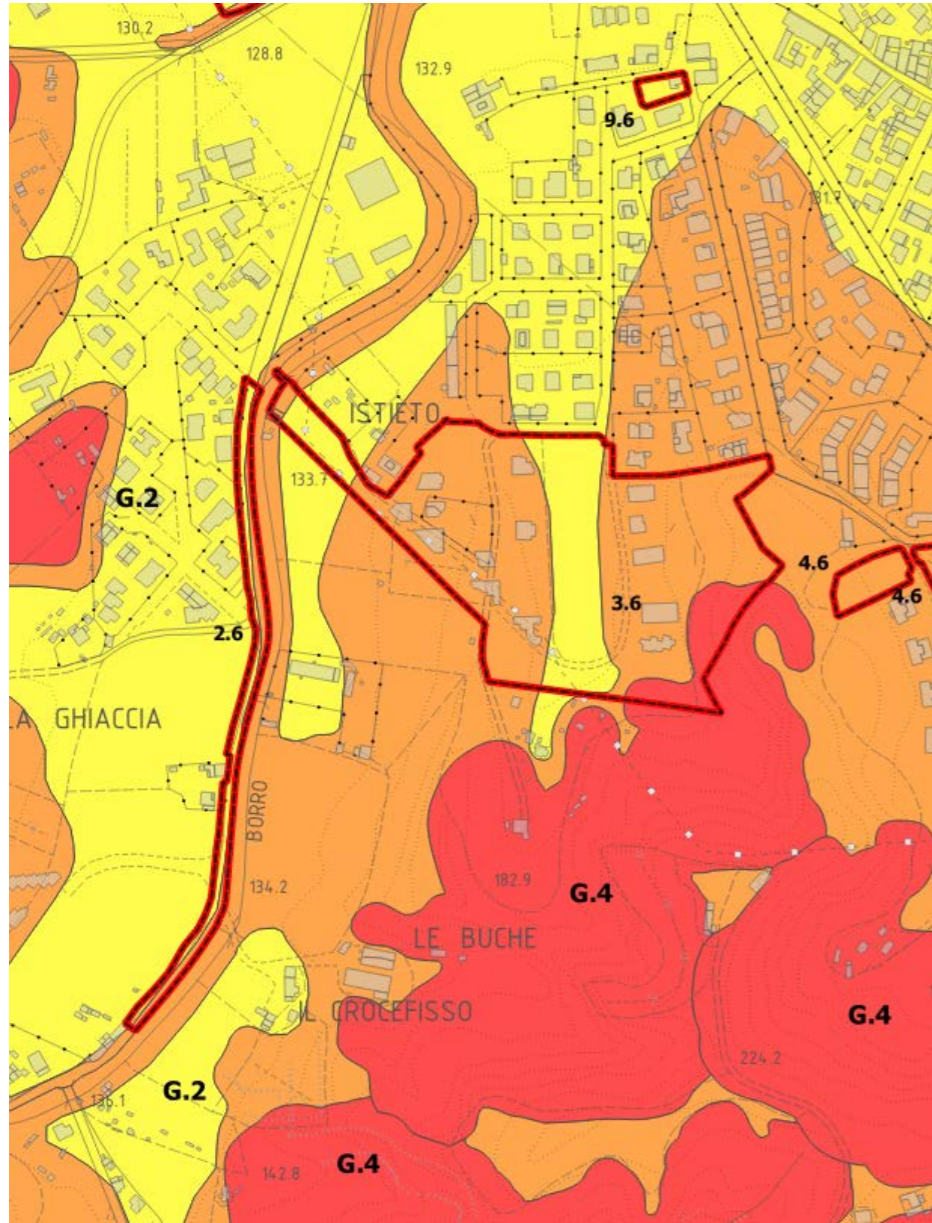 130.2
128.8
132.9
9.6
131.7
ISTIETO
133.7
G.2
4.6
4.6
3.6
2.6
LA GHIACCIA
BORRO
134.2
182.9
G.4
LE BUCHE
IL CROCEFISSO
G.4
224.2
G.2
136.1
G.4
142.8